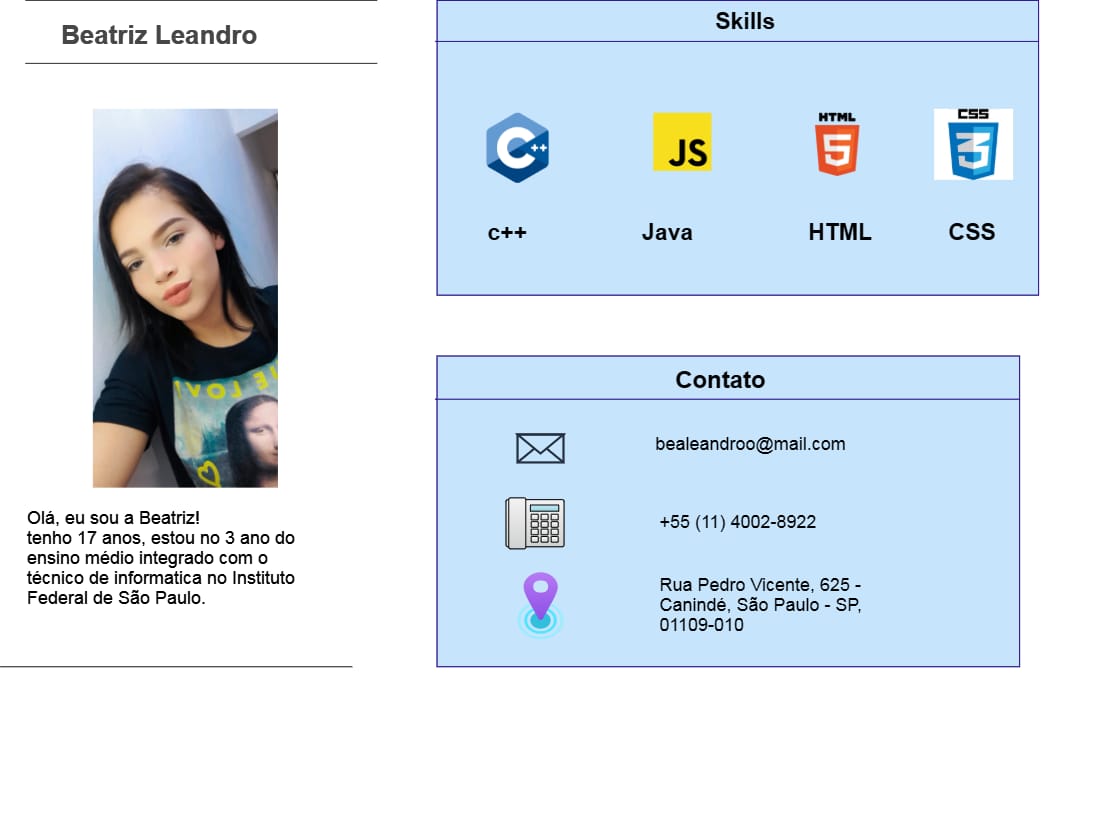 Beatriz Leandro
Olá, eu sou a Beatriz!
tenho 17 anos, estou no 3 ano do
ensino médio integrado com o
técnico de informatica no Instituto
Federal de São Paulo.
Skills
C++
JS
HTML
5
CSS
3
c++
Java
HTML
CSS
Contato
bealeandroo@mail.com
+55 (11) 4002-8922
Rua Pedro Vicente, 625 -
Canindé, São Paulo - SP,
01109-010